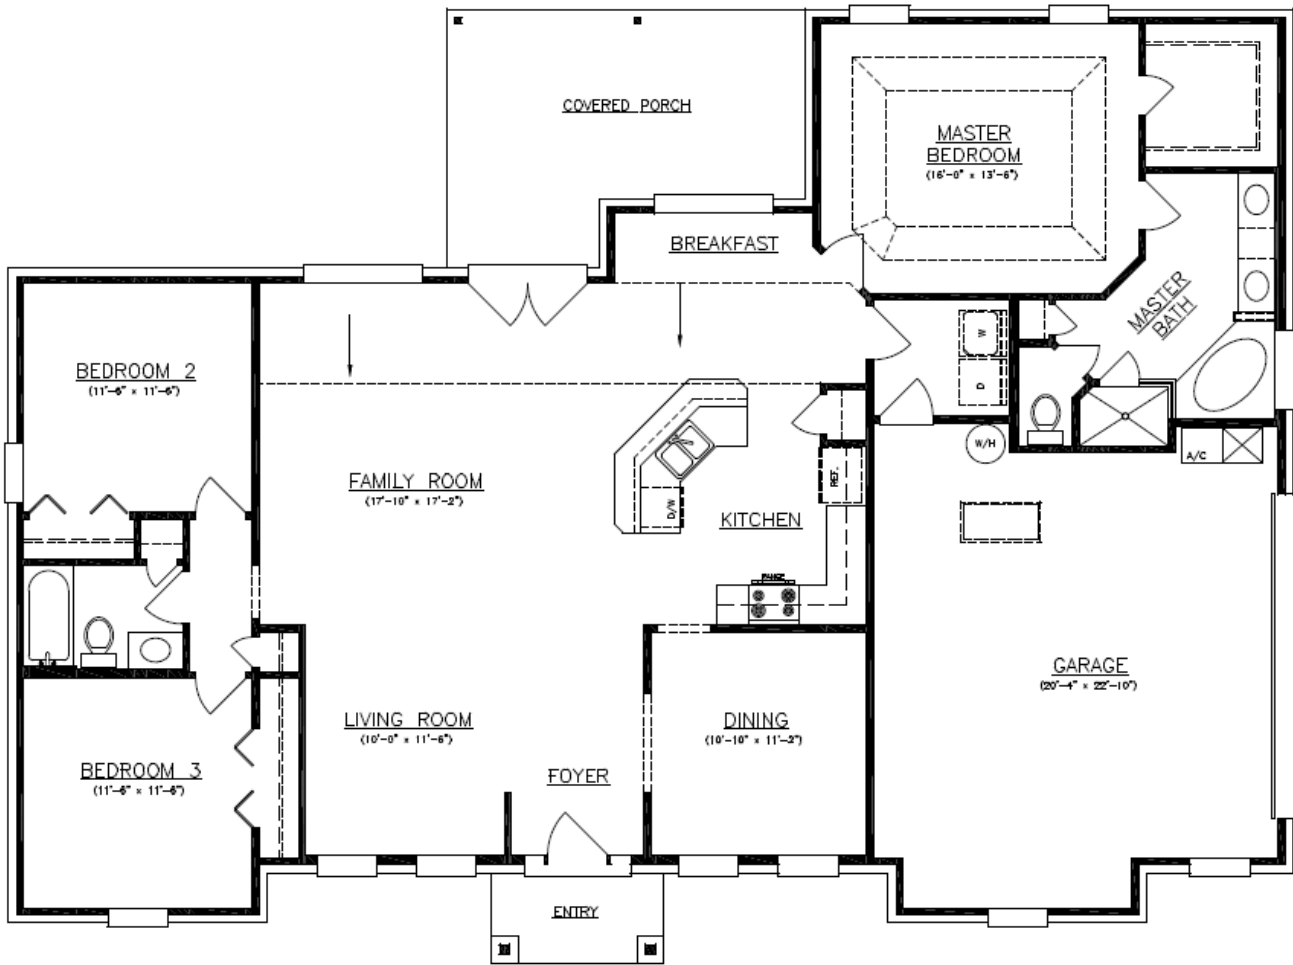 COVERED PORCH
MASTER
BEDROOM
(16'-0" x 13'-6")
BREAKFAST
MASTER
BATH
W
D
BEDROOM 2
(11'-6" x 11'-6")
W/H
A/C
FAMILY ROOM
(17'-10" x 17'-2")
REF.
D/W
KITCHEN
RANGE
GARAGE
(20'-4" x 22'-10")
LIVING ROOM
(10'-0" x 11'-6")
DINING
(10'-10" x 11'-2")
BEDROOM 3
(11'-6" x 11'-6")
FOYER
ENTRY